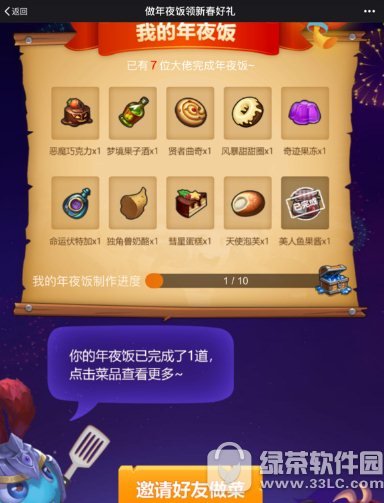 返回
做年夜饭领新春好礼
我的年夜饭
已有7位大佬完成年夜饭~
恶魔巧克力x1 梦境果子酒x1 贤者曲奇x1 风暴甜甜圈x1 奇迹果冻x1
已完成
命运伏特加x1 独角兽奶酪x1 彗星蛋糕x1 天使泡芙x1 美人鱼果酱x1
我的年夜饭制作进度 1 / 10
你的年夜饭已完成了1道,
点击菜品查看更多~
邀请好友做菜
绿茶软件园
www.33LC.com